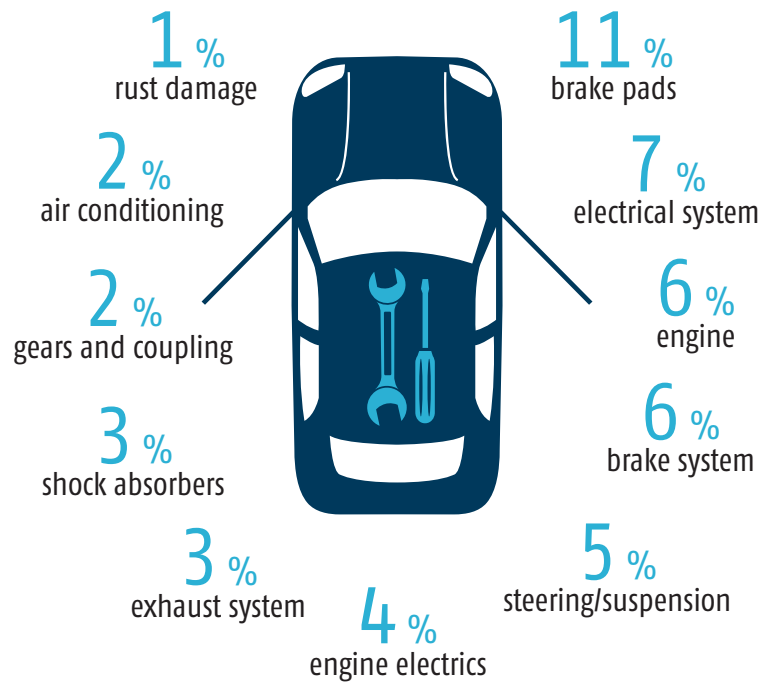 1 %
rust damage
11 %
brake pads
2 %
air conditioning
7 %
electrical system
2 %
gears and coupling
6 %
engine
3 %
shock absorbers
6 %
brake system
3 %
exhaust system
5 %
steering/suspension
4 %
engine electrics